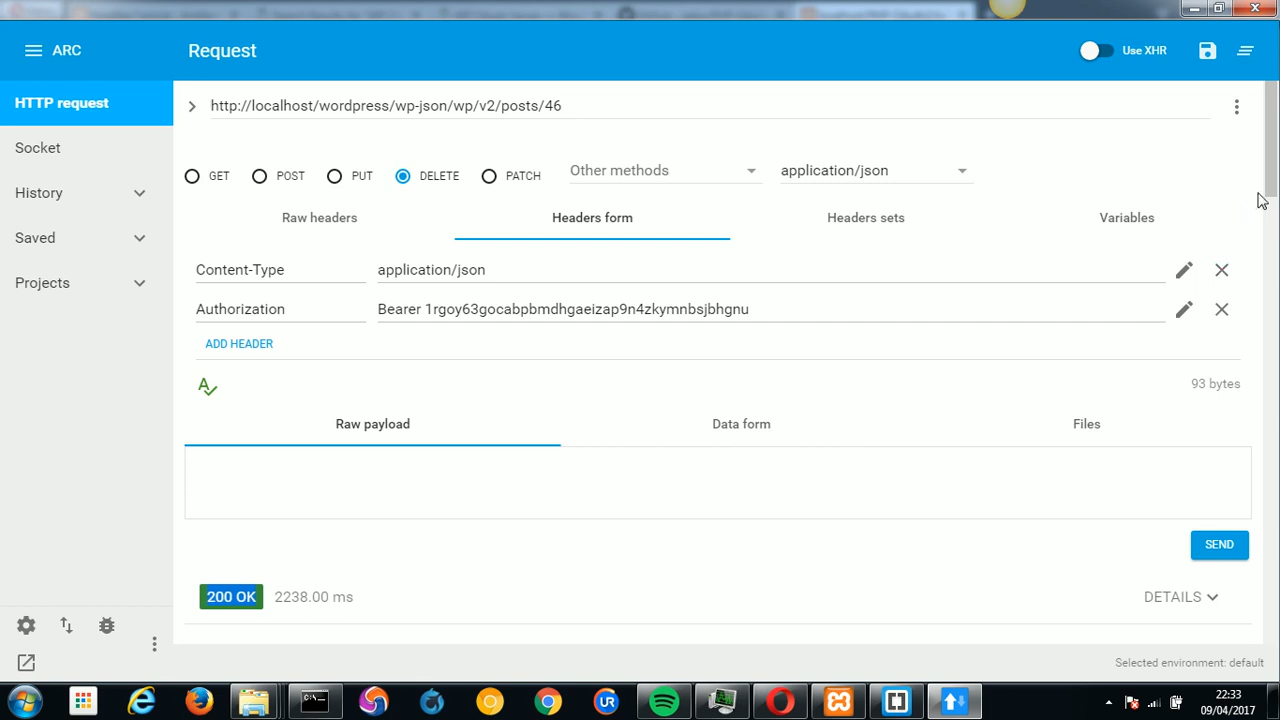 ARC
Request
Use XHR
HTTP request
http://localhost/wordpress/wp-json/wp/v2/posts/46
Socket
GET
POST
PUT
DELETE
PATCH
Other methods
application/json
History
Saved
Projects
Raw headers
Headers form
Headers sets
Variables
Content-Type
application/json
Authorization
Bearer 1rgoy63gocabpbmdhgaeizap9n4zkymnbsjbhgnu
ADD HEADER
93 bytes
Raw payload
Data form
Files
SEND
200 OK
2238.00 ms
DETAILS
Selected environment: default
UR
22:33
09/04/2017